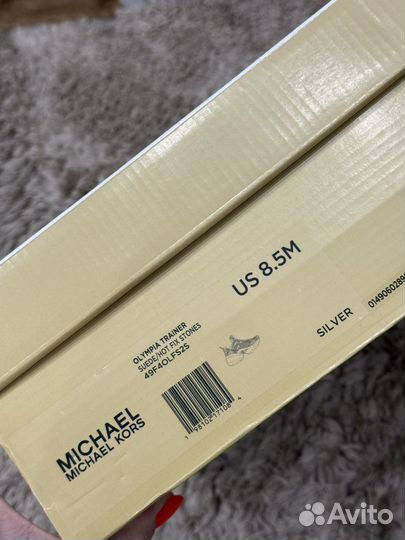 US 8.5M
OLYMPIA TRAINER
SUEDE/HOT FIX STONES
49F4OLFS2S
SILVER
MICHAEL
MICHAEL KORS
Avito